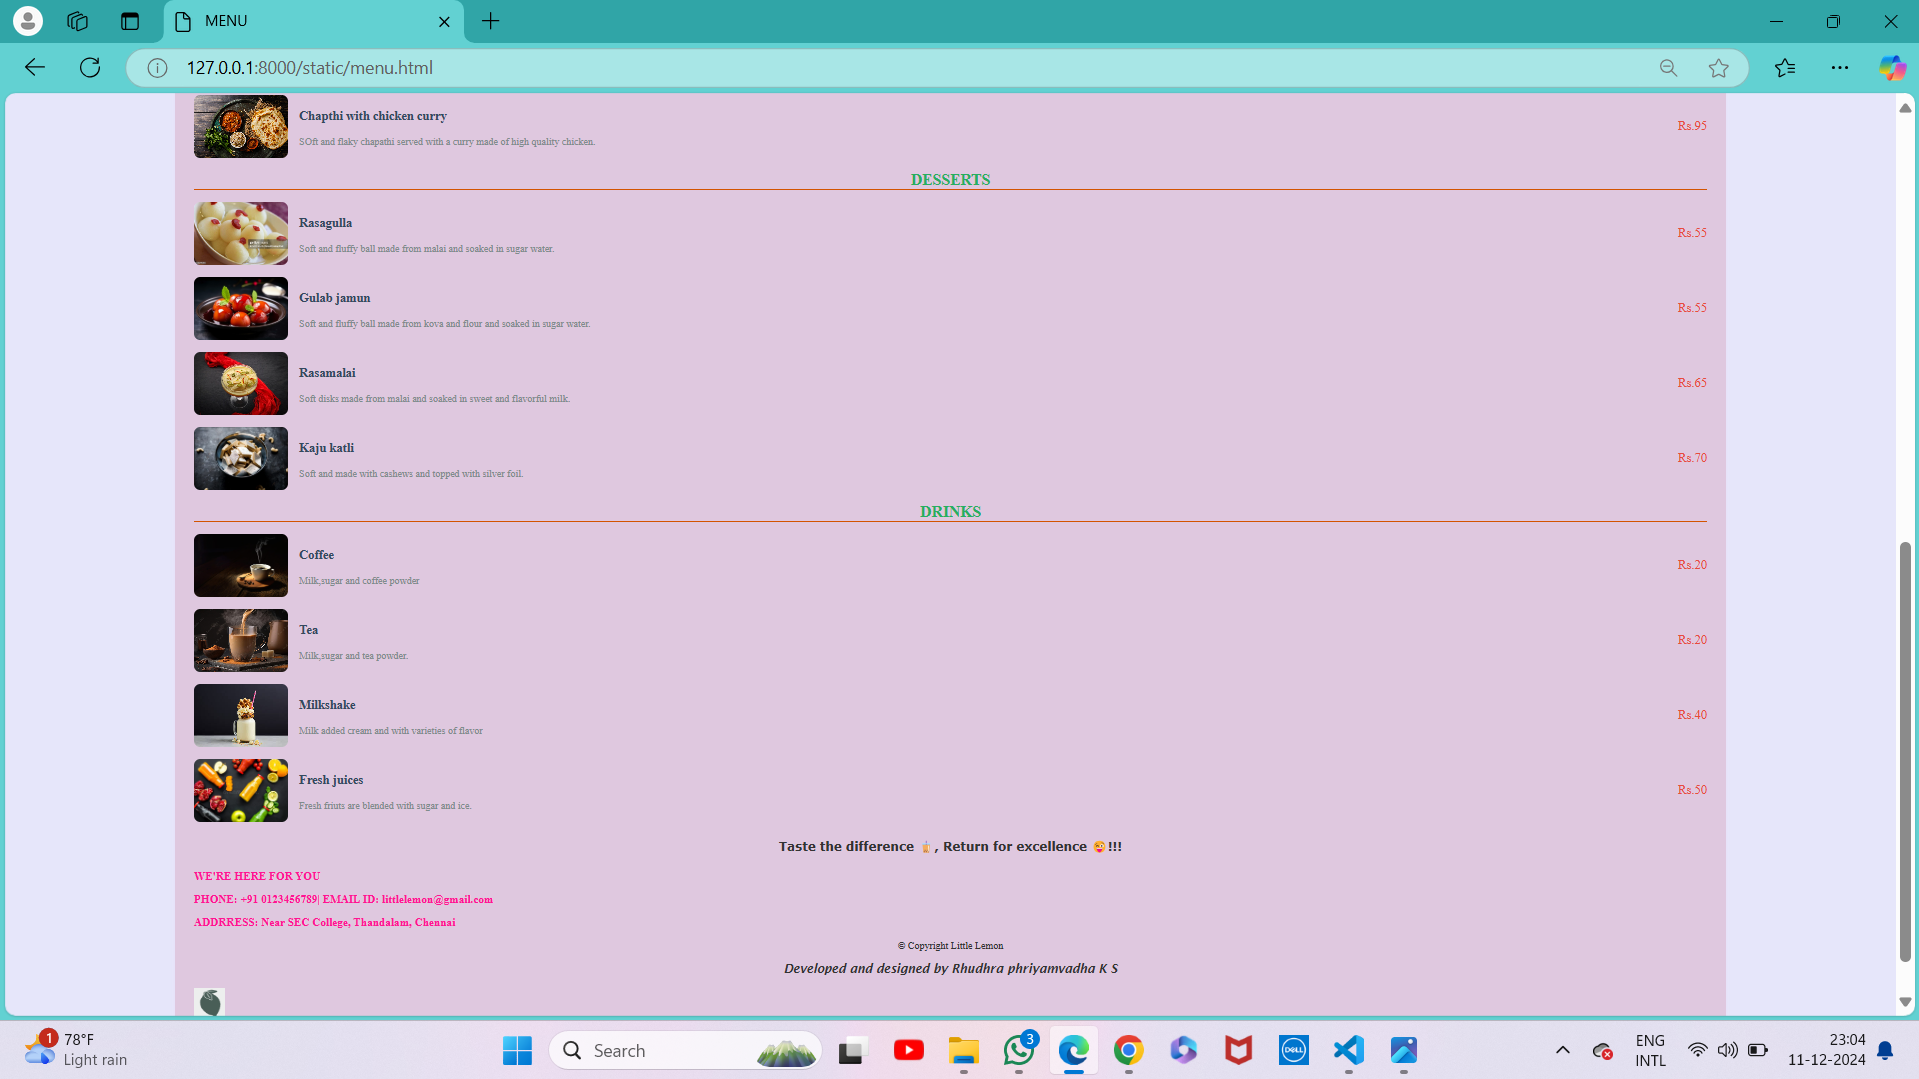 MENU
127.0.0.1:8000/static/menu.html
Chapthi with chicken curry
SOft and flaky chapathi served with a curry made of high quality chicken.
Rs.95
DESSERTS
Rasagulla
Soft and fluffy ball made from malai and soaked in sugar water.
Rs.55
Gulab jamun
Soft and fluffy ball made from kova and flour and soaked in sugar water.
Rs.55
Rasamalai
Soft disks made from malai and soaked in sweet and flavorful milk.
Rs.65
Kaju katli
Soft and made with cashews and topped with silver foil.
Rs.70
DRINKS
Coffee
Milk,sugar and coffee powder
Rs.20
Tea
Milk,sugar and tea powder.
Rs.20
Milkshake
Milk added cream and with varieties of flavor
Rs.40
Fresh juices
Fresh friuts are blended with sugar and ice.
Rs.50
Taste the difference 🍦, Return for excellence 😜!!!
WE'RE HERE FOR YOU
PHONE: +91 0123456789| EMAIL ID: littlelemon@gmail.com
ADDRRESS: Near SEC College, Thandalam, Chennai
© Copyright Little Lemon
Developed and designed by Rhudhra phriyamvadha K S
1
78°F
Light rain
Search
3
DELL
ENG
INTL
23:04
11-12-2024